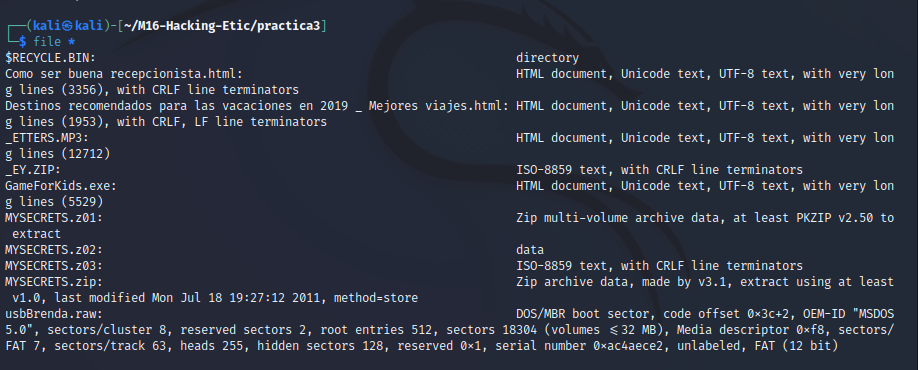 ┌──(kali㉿kali)-[~/M16-Hacking-Etic/practica3]
└─$ file *
$RECYCLE.BIN: directory
Como ser buena recepcionista.html: HTML document, Unicode text, UTF-8 text, with very lon
g lines (3356), with CRLF line terminators
Destinos recomendados para las vacaciones en 2019 _ Mejores viajes.html: HTML document, Unicode text, UTF-8 text, with very lon
g lines (1953), with CRLF, LF line terminators
_ETTERS.MP3: HTML document, Unicode text, UTF-8 text, with very lon
g lines (12712)
_EY.ZIP: ISO-8859 text, with CRLF line terminators
GameForKids.exe: HTML document, Unicode text, UTF-8 text, with very lon
g lines (5529)
MYSECRETS.z01: Zip multi-volume archive data, at least PKZIP v2.50 to
 extract
MYSECRETS.z02: data
MYSECRETS.z03: ISO-8859 text, with CRLF line terminators
MYSECRETS.zip: Zip archive data, made by v3.1, extract using at least
 v1.0, last modified Mon Jul 18 19:27:12 2011, method=store
usbBrenda.raw: DOS/MBR boot sector, code offset 0×3c+2, OEM-ID "MSDOS
5.0", sectors/cluster 8, reserved sectors 2, root entries 512, sectors 18304 (volumes ≤32 MB), Media descriptor 0×f8, sectors/
FAT 7, sectors/track 63, heads 255, hidden sectors 128, reserved 0×1, serial number 0×ac4aece2, unlabeled, FAT (12 bit)